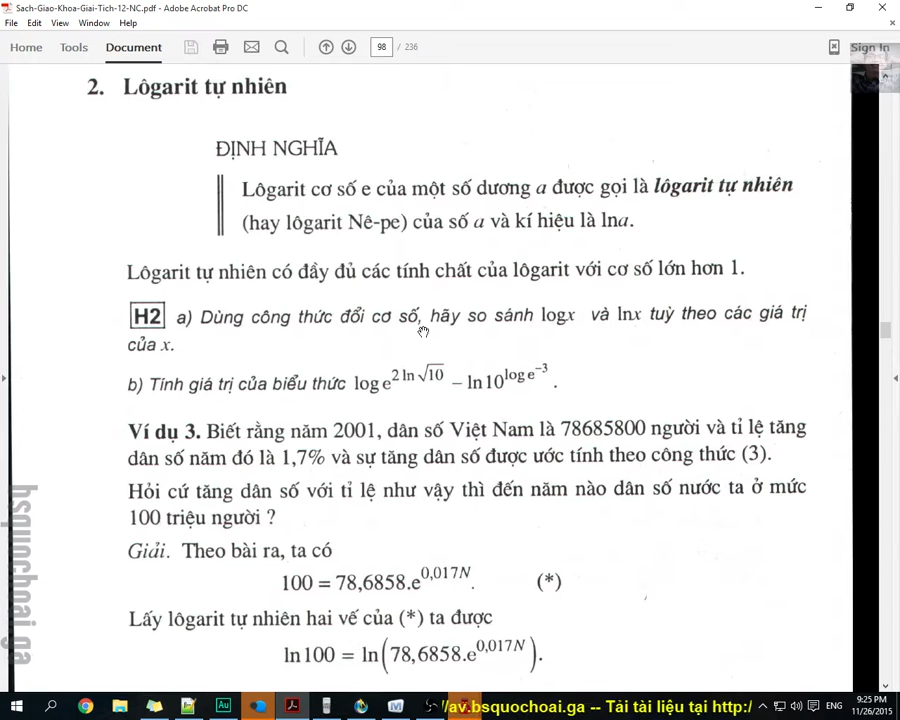 Sach-Giao-Khoa-Giai-Tich-12-NC.pdf - Adobe Acrobat Pro DC
File Edit View Window Help
Home Tools Document 98 / 236 Sign In
2. Lôgarit tự nhiên
ĐỊNH NGHĨA
Lôgarit cơ số e của một số dương a được gọi là lôgarit tự nhiên
(hay lôgarit Nê-pe) của số a và kí hiệu là lna.
Lôgarit tự nhiên có đầy đủ các tính chất của lôgarit với cơ số lớn hơn 1.
H2 a) Dùng công thức đổi cơ số, hãy so sánh logx và lnx tuỳ theo các giá trị
của x.
b) Tính giá trị của biểu thức log e^{2 ln √10} – ln 10^{log e^{-3}}.
Ví dụ 3. Biết rằng năm 2001, dân số Việt Nam là 78685800 người và tỉ lệ tăng
dân số năm đó là 1,7% và sự tăng dân số được ước tính theo công thức (3).
Hỏi cứ tăng dân số với tỉ lệ như vậy thì đến năm nào dân số nước ta ở mức
100 triệu người ?
Giải. Theo bài ra, ta có
100 = 78,6858.e^{0,017N}. (*)
Lấy lôgarit tự nhiên hai vế của (*) ta được
ln 100 = ln(78,6858.e^{0,017N}).
bsquochoai.ga
//av.bsquochoai.ga -- Tải tài liệu tại http:/
ENG
9:25 PM
11/26/2015